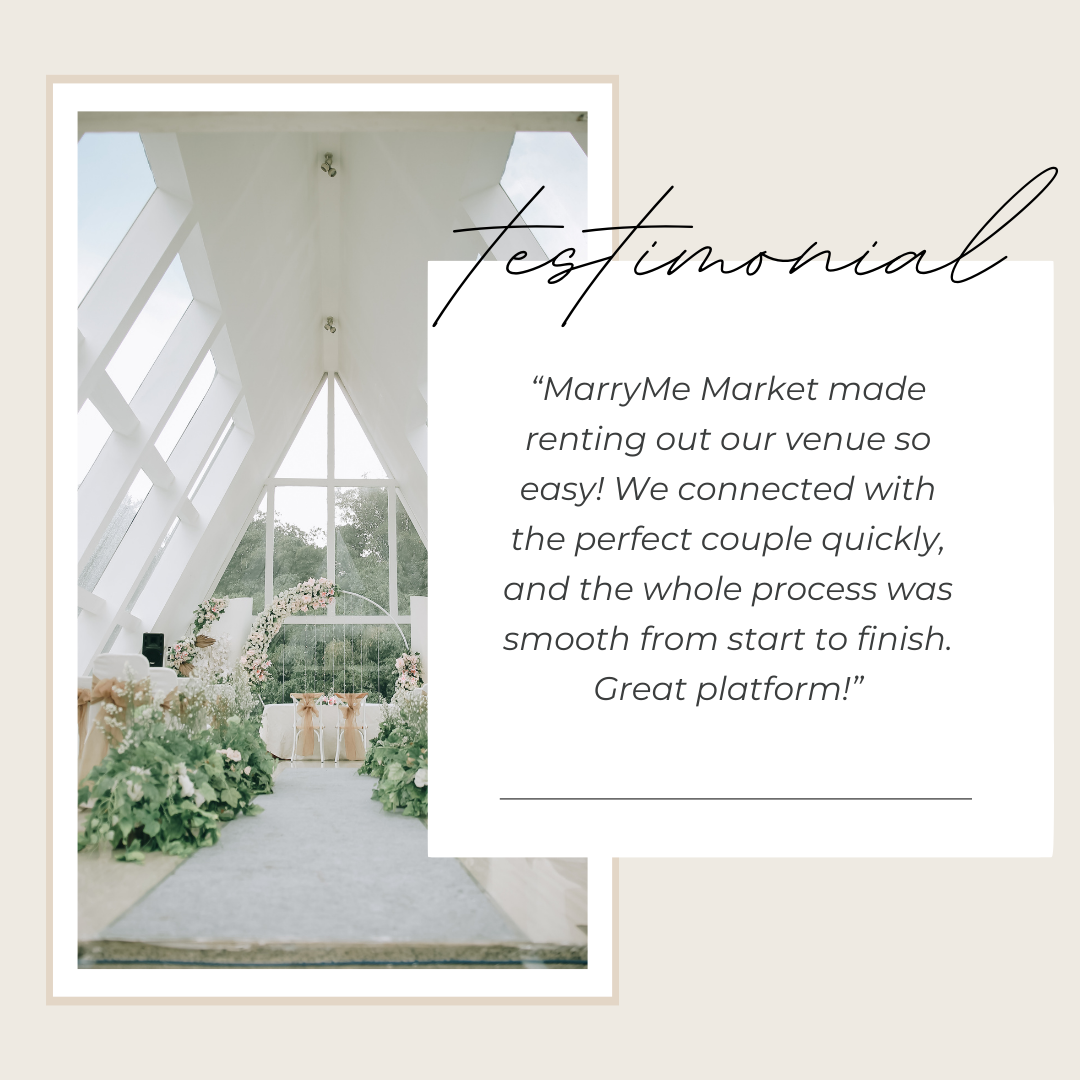 testimonial
“MarryMe Market made
renting out our venue so
easy! We connected with
the perfect couple quickly,
and the whole process was
smooth from start to finish.
Great platform!”